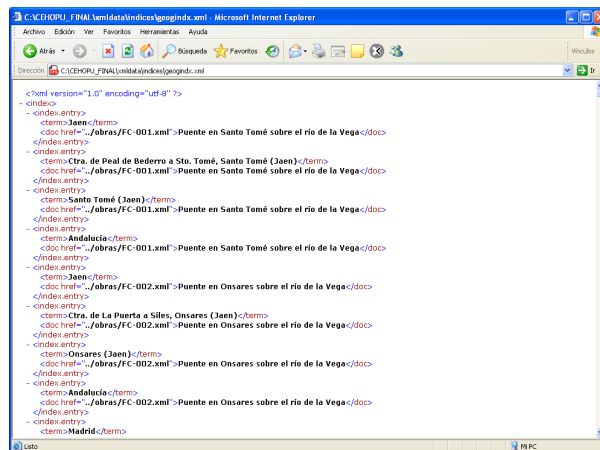 C:\CEHOPU_FINAL\xmldata\indices\geogindx.xml - Microsoft Internet Explorer
Archivo Edición Ver Favoritos Herramientas Ayuda
Atrás Búsqueda Favoritos Vínculos
Dirección C:\CEHOPU_FINAL\xmldata\indices\geogindx.xml Ir
<?xml version="1.0" encoding="utf-8" ?>
- <index>
- <index.entry>
<term>Jaen</term>
<doc href="../obras/FC-001.xml">Puente en Santo Tomé sobre el río de la Vega</doc>
</index.entry>
- <index.entry>
<term>Ctra. de Peal de Bederro a Sto. Tomé, Santo Tomé (Jaen)</term>
<doc href="../obras/FC-001.xml">Puente en Santo Tomé sobre el río de la Vega</doc>
</index.entry>
- <index.entry>
<term>Santo Tomé (Jaen)</term>
<doc href="../obras/FC-001.xml">Puente en Santo Tomé sobre el río de la Vega</doc>
</index.entry>
- <index.entry>
<term>Andalucía</term>
<doc href="../obras/FC-001.xml">Puente en Santo Tomé sobre el río de la Vega</doc>
</index.entry>
- <index.entry>
<term>Jaen</term>
<doc href="../obras/FC-002.xml">Puente en Onsares sobre el río de la Vega</doc>
</index.entry>
- <index.entry>
<term>Ctra. de La Puerta a Siles, Onsares (Jaen)</term>
<doc href="../obras/FC-002.xml">Puente en Onsares sobre el río de la Vega</doc>
</index.entry>
- <index.entry>
<term>Onsares (Jaen)</term>
<doc href="../obras/FC-002.xml">Puente en Onsares sobre el río de la Vega</doc>
</index.entry>
- <index.entry>
<term>Andalucía</term>
<doc href="../obras/FC-002.xml">Puente en Onsares sobre el río de la Vega</doc>
</index.entry>
- <index.entry>
<term>Madrid</term>
Listo Mi PC